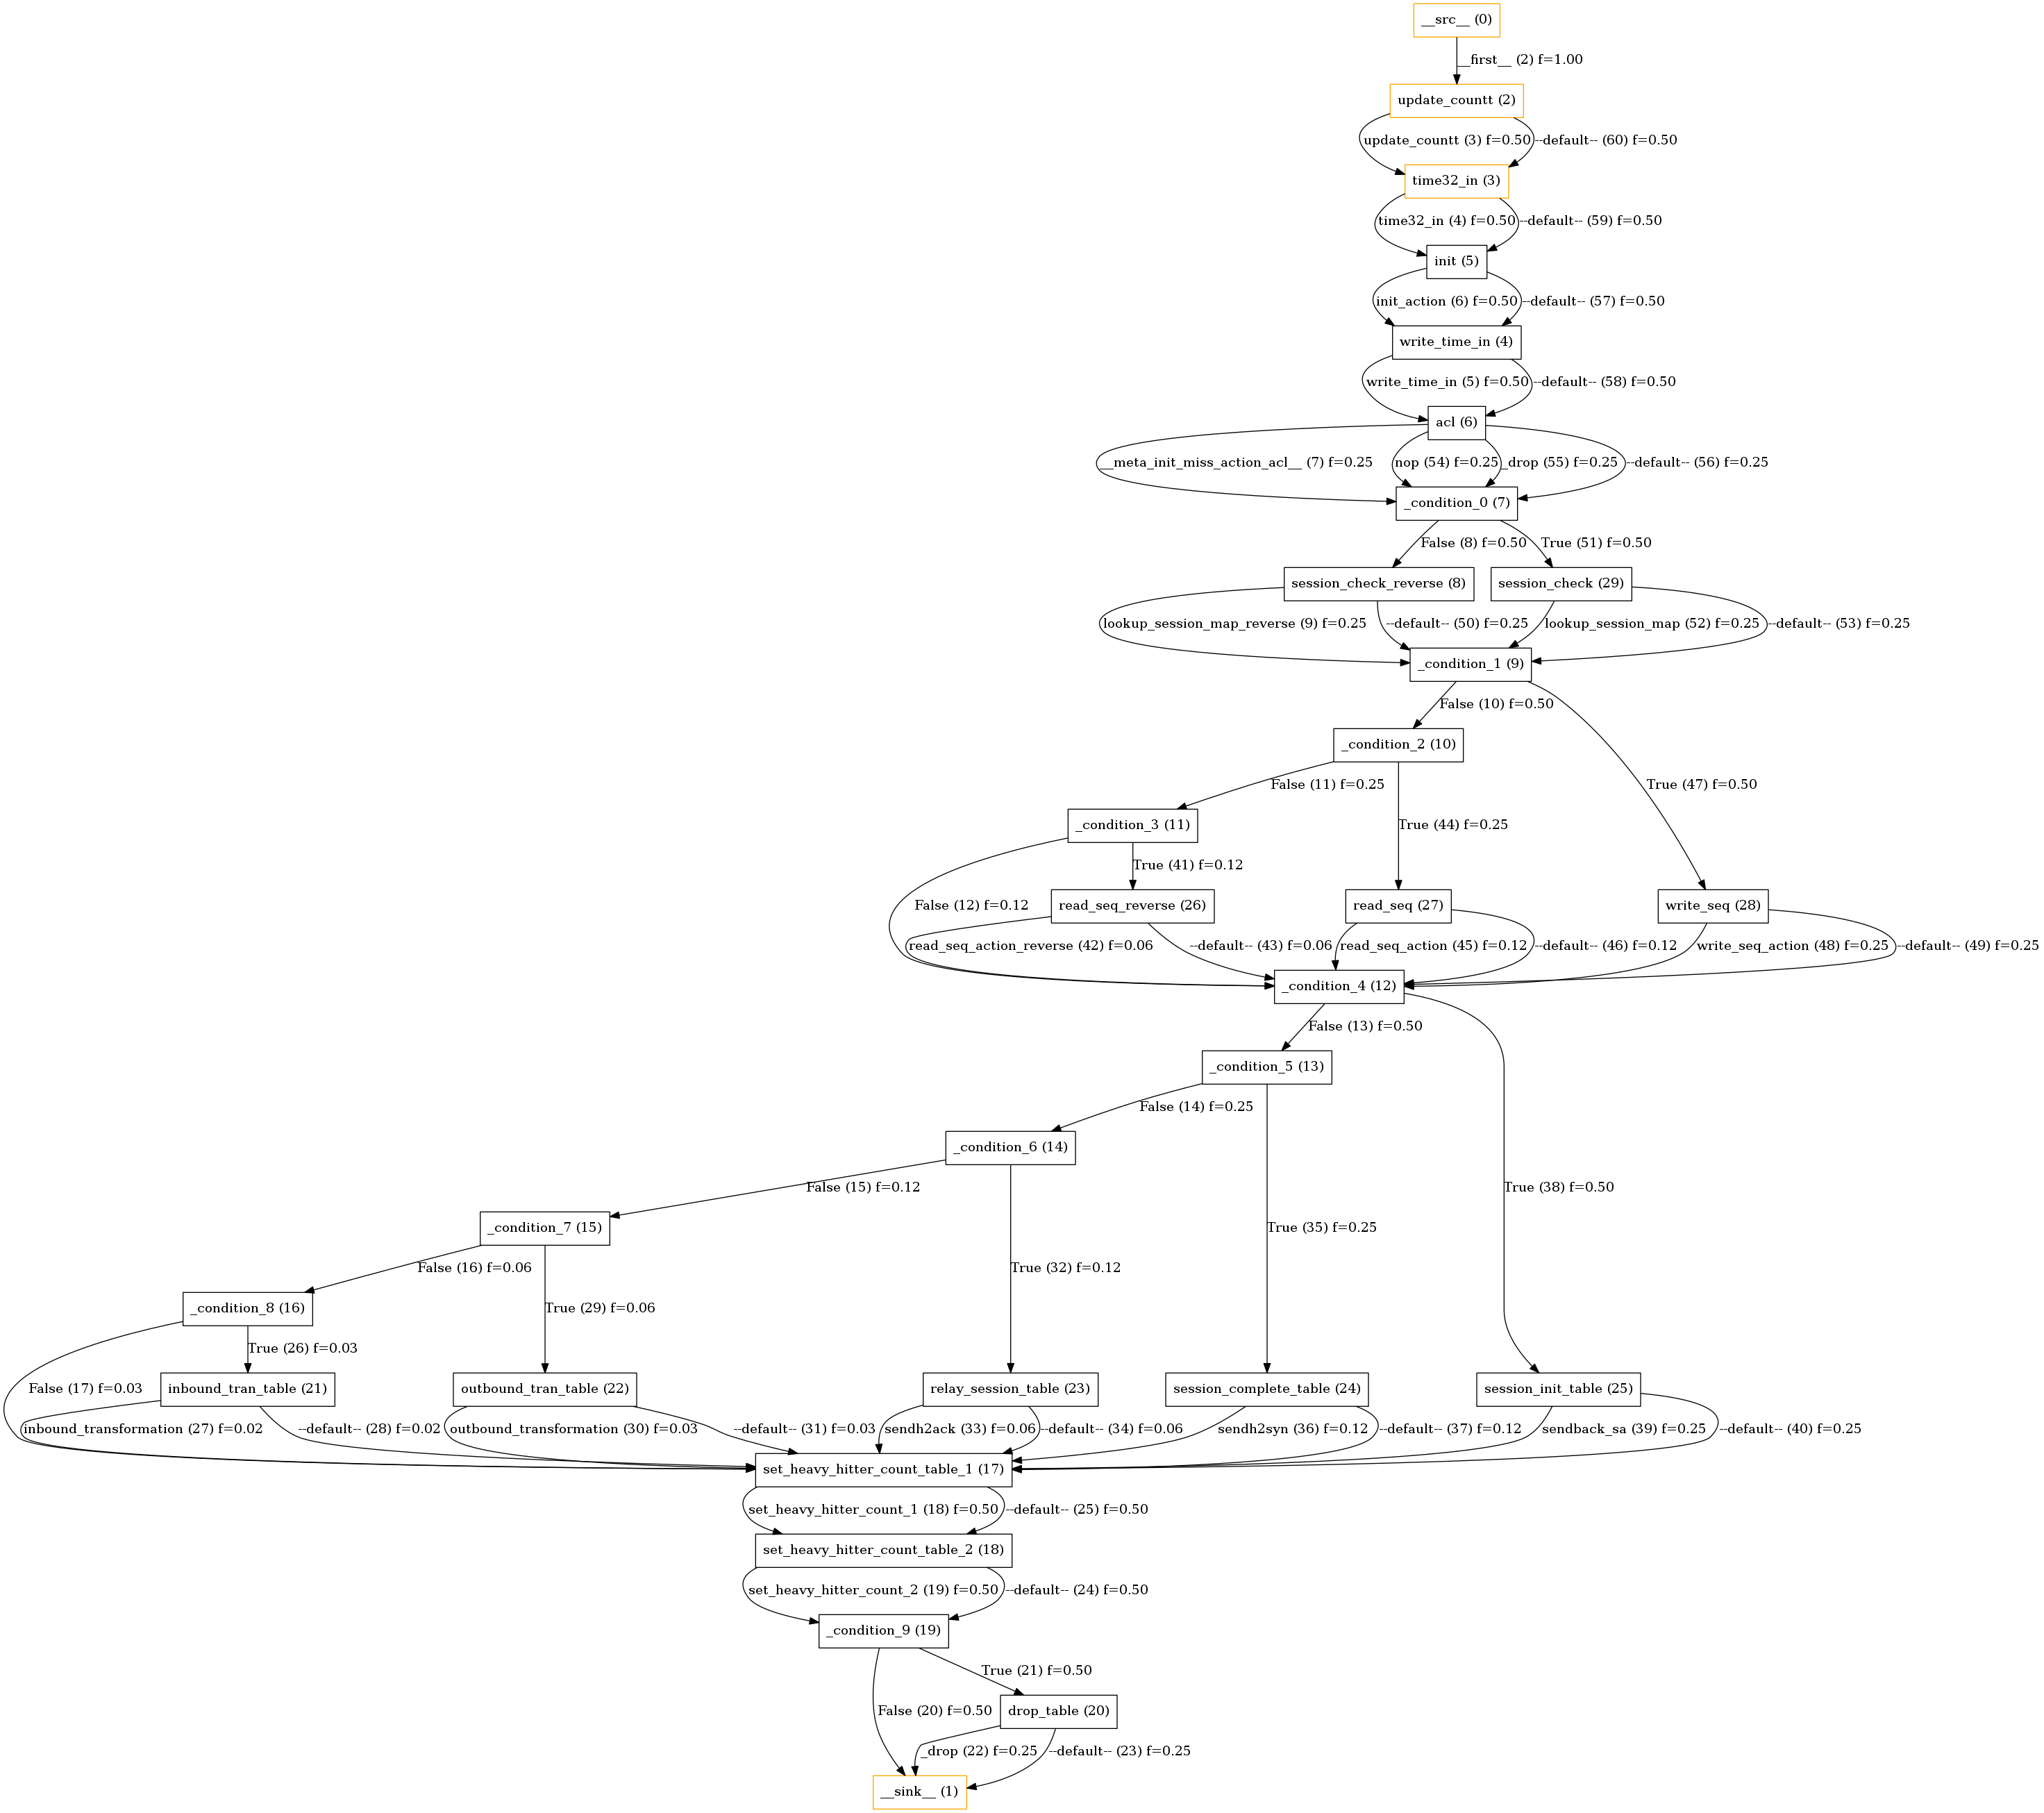 __src__ (0)
__first__ (2) f=1.00
update_countt (2)
update_countt (3) f=0.50
--default-- (60) f=0.50
time32_in (3)
time32_in (4) f=0.50
--default-- (59) f=0.50
init (5)
init_action (6) f=0.50
--default-- (57) f=0.50
write_time_in (4)
write_time_in (5) f=0.50
--default-- (58) f=0.50
acl (6)
__meta_init_miss_action_acl__ (7) f=0.25
nop (54) f=0.25
_drop (55) f=0.25
--default-- (56) f=0.25
_condition_0 (7)
False (8) f=0.50
True (51) f=0.50
session_check_reverse (8)
session_check (29)
lookup_session_map_reverse (9) f=0.25
--default-- (50) f=0.25
lookup_session_map (52) f=0.25
--default-- (53) f=0.25
_condition_1 (9)
False (10) f=0.50
_condition_2 (10)
False (11) f=0.25
True (47) f=0.50
_condition_3 (11)
True (44) f=0.25
True (41) f=0.12
False (12) f=0.12
read_seq_reverse (26)
read_seq (27)
write_seq (28)
read_seq_action_reverse (42) f=0.06
--default-- (43) f=0.06
read_seq_action (45) f=0.12
--default-- (46) f=0.12
write_seq_action (48) f=0.25
--default-- (49) f=0.25
_condition_4 (12)
False (13) f=0.50
_condition_5 (13)
False (14) f=0.25
_condition_6 (14)
False (15) f=0.12
True (38) f=0.50
_condition_7 (15)
True (35) f=0.25
False (16) f=0.06
True (32) f=0.12
_condition_8 (16)
True (29) f=0.06
True (26) f=0.03
False (17) f=0.03
inbound_tran_table (21)
outbound_tran_table (22)
relay_session_table (23)
session_complete_table (24)
session_init_table (25)
inbound_transformation (27) f=0.02
--default-- (28) f=0.02
outbound_transformation (30) f=0.03
--default-- (31) f=0.03
sendh2ack (33) f=0.06
--default-- (34) f=0.06
sendh2syn (36) f=0.12
--default-- (37) f=0.12
sendback_sa (39) f=0.25
--default-- (40) f=0.25
set_heavy_hitter_count_table_1 (17)
set_heavy_hitter_count_1 (18) f=0.50
--default-- (25) f=0.50
set_heavy_hitter_count_table_2 (18)
set_heavy_hitter_count_2 (19) f=0.50
--default-- (24) f=0.50
_condition_9 (19)
True (21) f=0.50
False (20) f=0.50
drop_table (20)
_drop (22) f=0.25
--default-- (23) f=0.25
__sink__ (1)